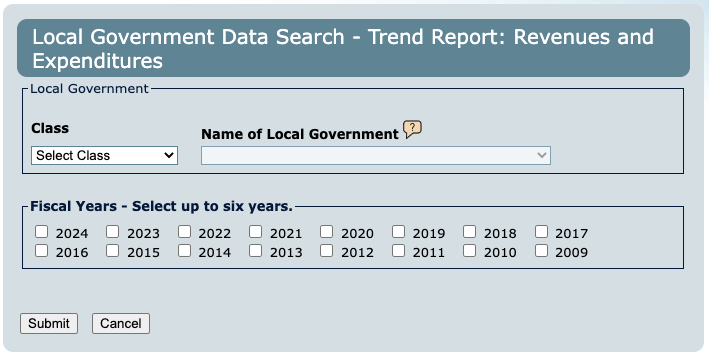 Local Government Data Search - Trend Report: Revenues and
Expenditures
Local Government
Class
Name of Local Government ?
Select Class
Fiscal Years - Select up to six years.
2024 2023 2022 2021 2020 2019 2018 2017
2016 2015 2014 2013 2012 2011 2010 2009
Submit Cancel